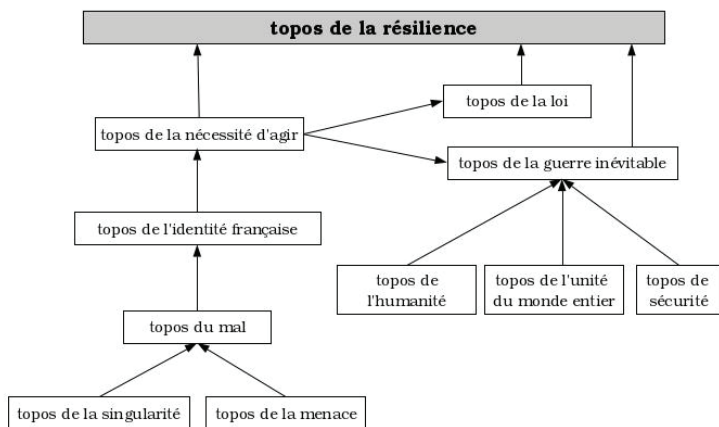 topos de la résilience
topos de la loi
topos de la nécessité d'agir
topos de la guerre inévitable
topos de l'identité française
topos de
l'humanité
topos de l'unité
du monde entier
topos de
sécurité
topos du mal
topos de la singularité
topos de la menace